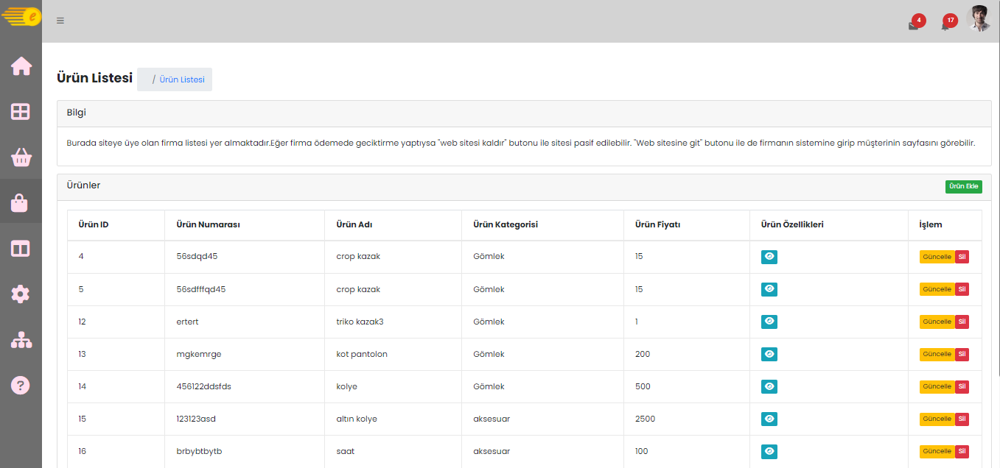 e
4
17
Ürün Listesi / Ürün Listesi
Bilgi
Burada siteye üye olan firma listesi yer almaktadır.Eğer firma ödemede geciktirme yaptıysa "web sitesi kaldır" butonu ile sitesi pasif edilebilir. "Web sitesine git" butonu ile de firmanın sistemine girip müşterinin sayfasını görebilir.
Ürünler Ürün Ekle
Ürün ID Ürün Numarası Ürün Adı Ürün Kategorisi Ürün Fiyatı Ürün Özellikleri İşlem
4 56sdqd45 crop kazak Gömlek 15 Güncelle Sil
5 56sdfffqd45 crop kazak Gömlek 15 Güncelle Sil
12 ertert triko kazak3 Gömlek 1 Güncelle Sil
13 mgkemrge kot pantolon Gömlek 200 Güncelle Sil
14 456122ddsfds kolye Gömlek 500 Güncelle Sil
15 123123asd altın kolye aksesuar 2500 Güncelle Sil
16 brbybtbytb saat aksesuar 100 Güncelle Sil
?